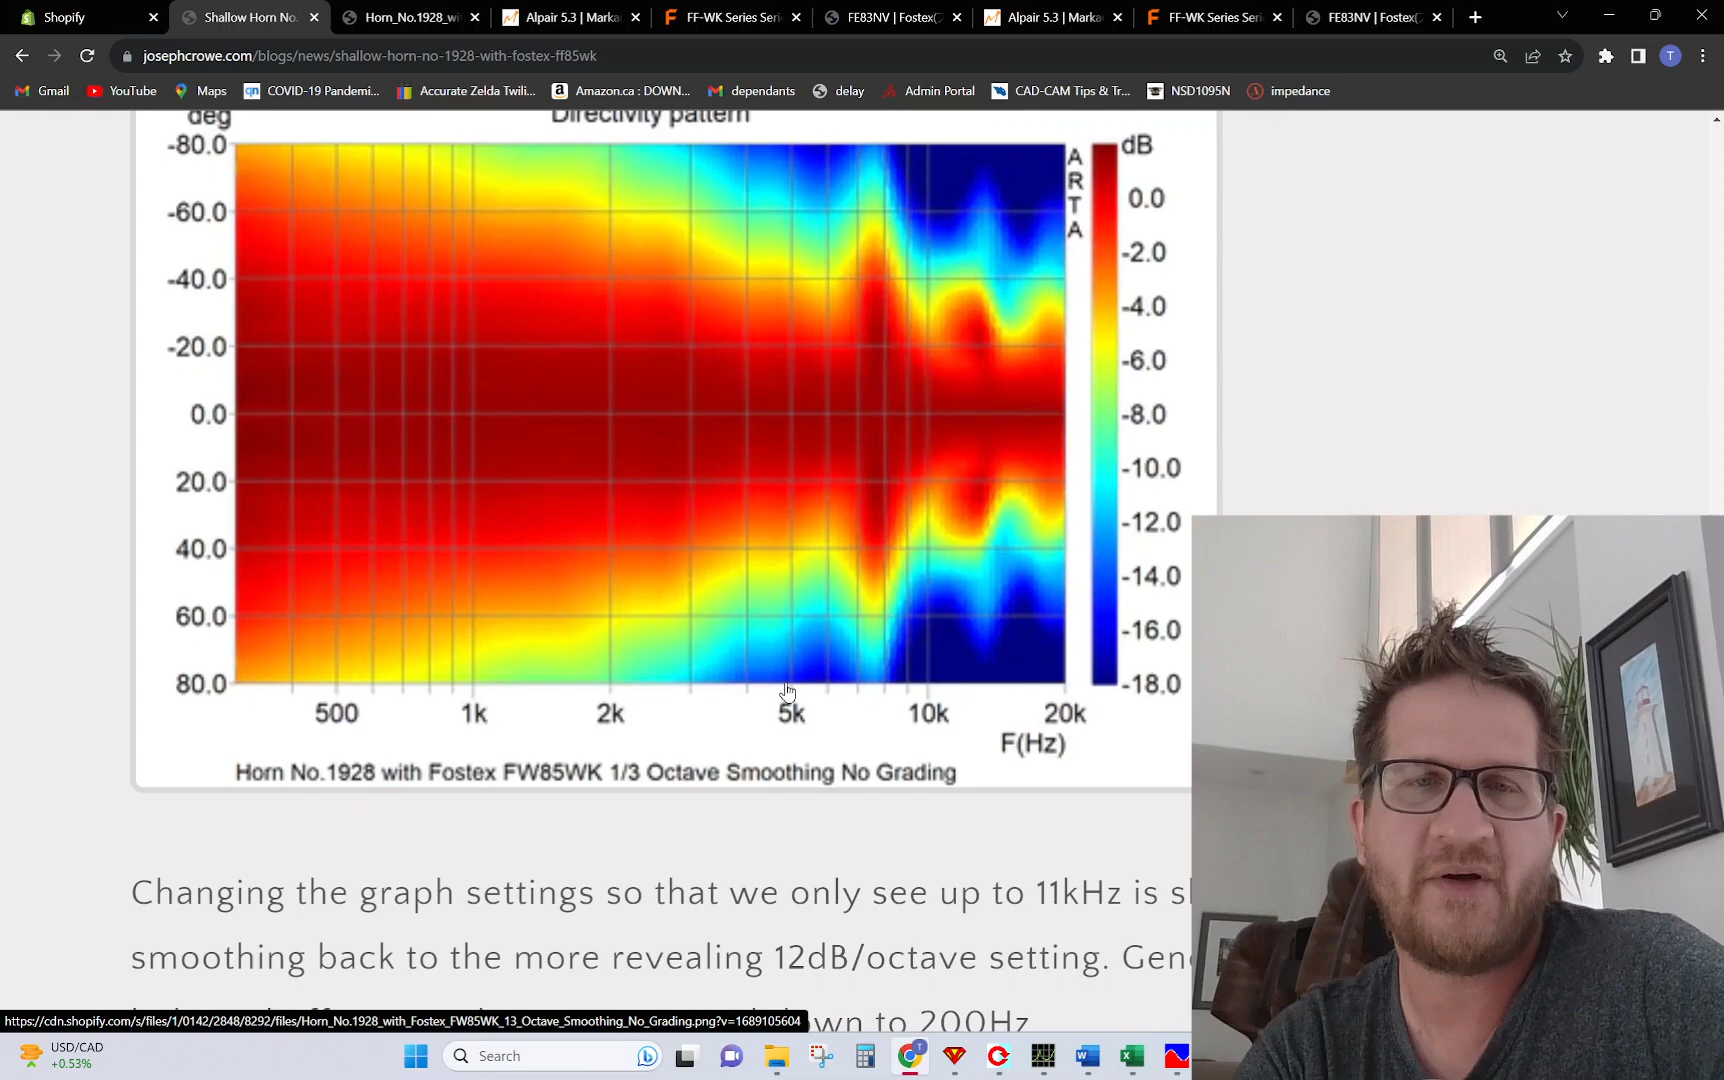 Shopify
Shallow Horn No.
Horn_No.1928_wi
Alpair 5.3 | Marka
FF-WK Series Seri
FE83NV | Fostex(
Alpair 5.3 | Marka
FF-WK Series Seri
FE83NV | Fostex(
josephcrowe.com/blogs/news/shallow-horn-no-1928-with-fostex-ff85wk
T
Gmail
YouTube
Maps
qn
COVID-19 Pandemi...
Accurate Zelda Twili...
Amazon.ca : DOWN...
dependants
delay
Admin Portal
CAD-CAM Tips & Tr...
NSD1095N
impedance
deg
Directivity pattern
-80.0
-60.0
-40.0
-20.0
0.0
20.0
40.0
60.0
80.0
500
1k
2k
5k
10k
20k
F(Hz)
A
R
T
A
dB
0.0
-2.0
-4.0
-6.0
-8.0
-10.0
-12.0
-14.0
-16.0
-18.0
Horn No.1928 with Fostex FW85WK 1/3 Octave Smoothing No Grading
Changing the graph settings so that we only see up to 11kHz is
smoothing back to the more revealing 12dB/octave setting. Gen
own to 200Hz
https://cdn.shopify.com/s/files/1/0142/2848/8292/files/Horn_No.1928_with_Fostex_FW85WK_13_Octave_Smoothing_No_Grading.png?v=1689105604
USD/CAD
+0.53%
Search
T